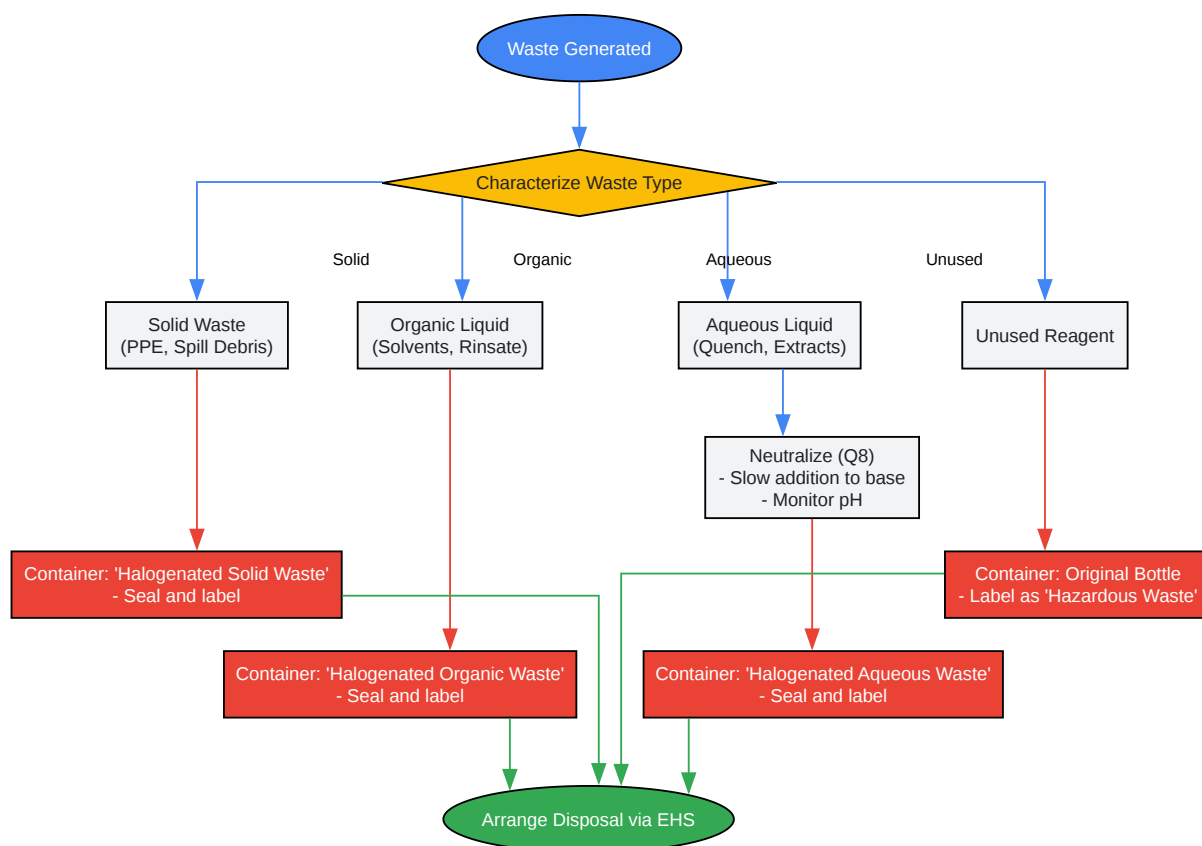 Waste Generated
Characterize Waste Type
Solid
Organic
Aqueous
Unused
Solid Waste
(PPE, Spill Debris)
Organic Liquid
(Solvents, Rinsate)
Aqueous Liquid
(Quench, Extracts)
Unused Reagent
Neutralize (Q8)
- Slow addition to base
- Monitor pH
Container: 'Halogenated Solid Waste'
- Seal and label
Container: Original Bottle
- Label as 'Hazardous Waste'
Container: 'Halogenated Organic Waste'
- Seal and label
Container: 'Halogenated Aqueous Waste'
- Seal and label
Arrange Disposal via EHS